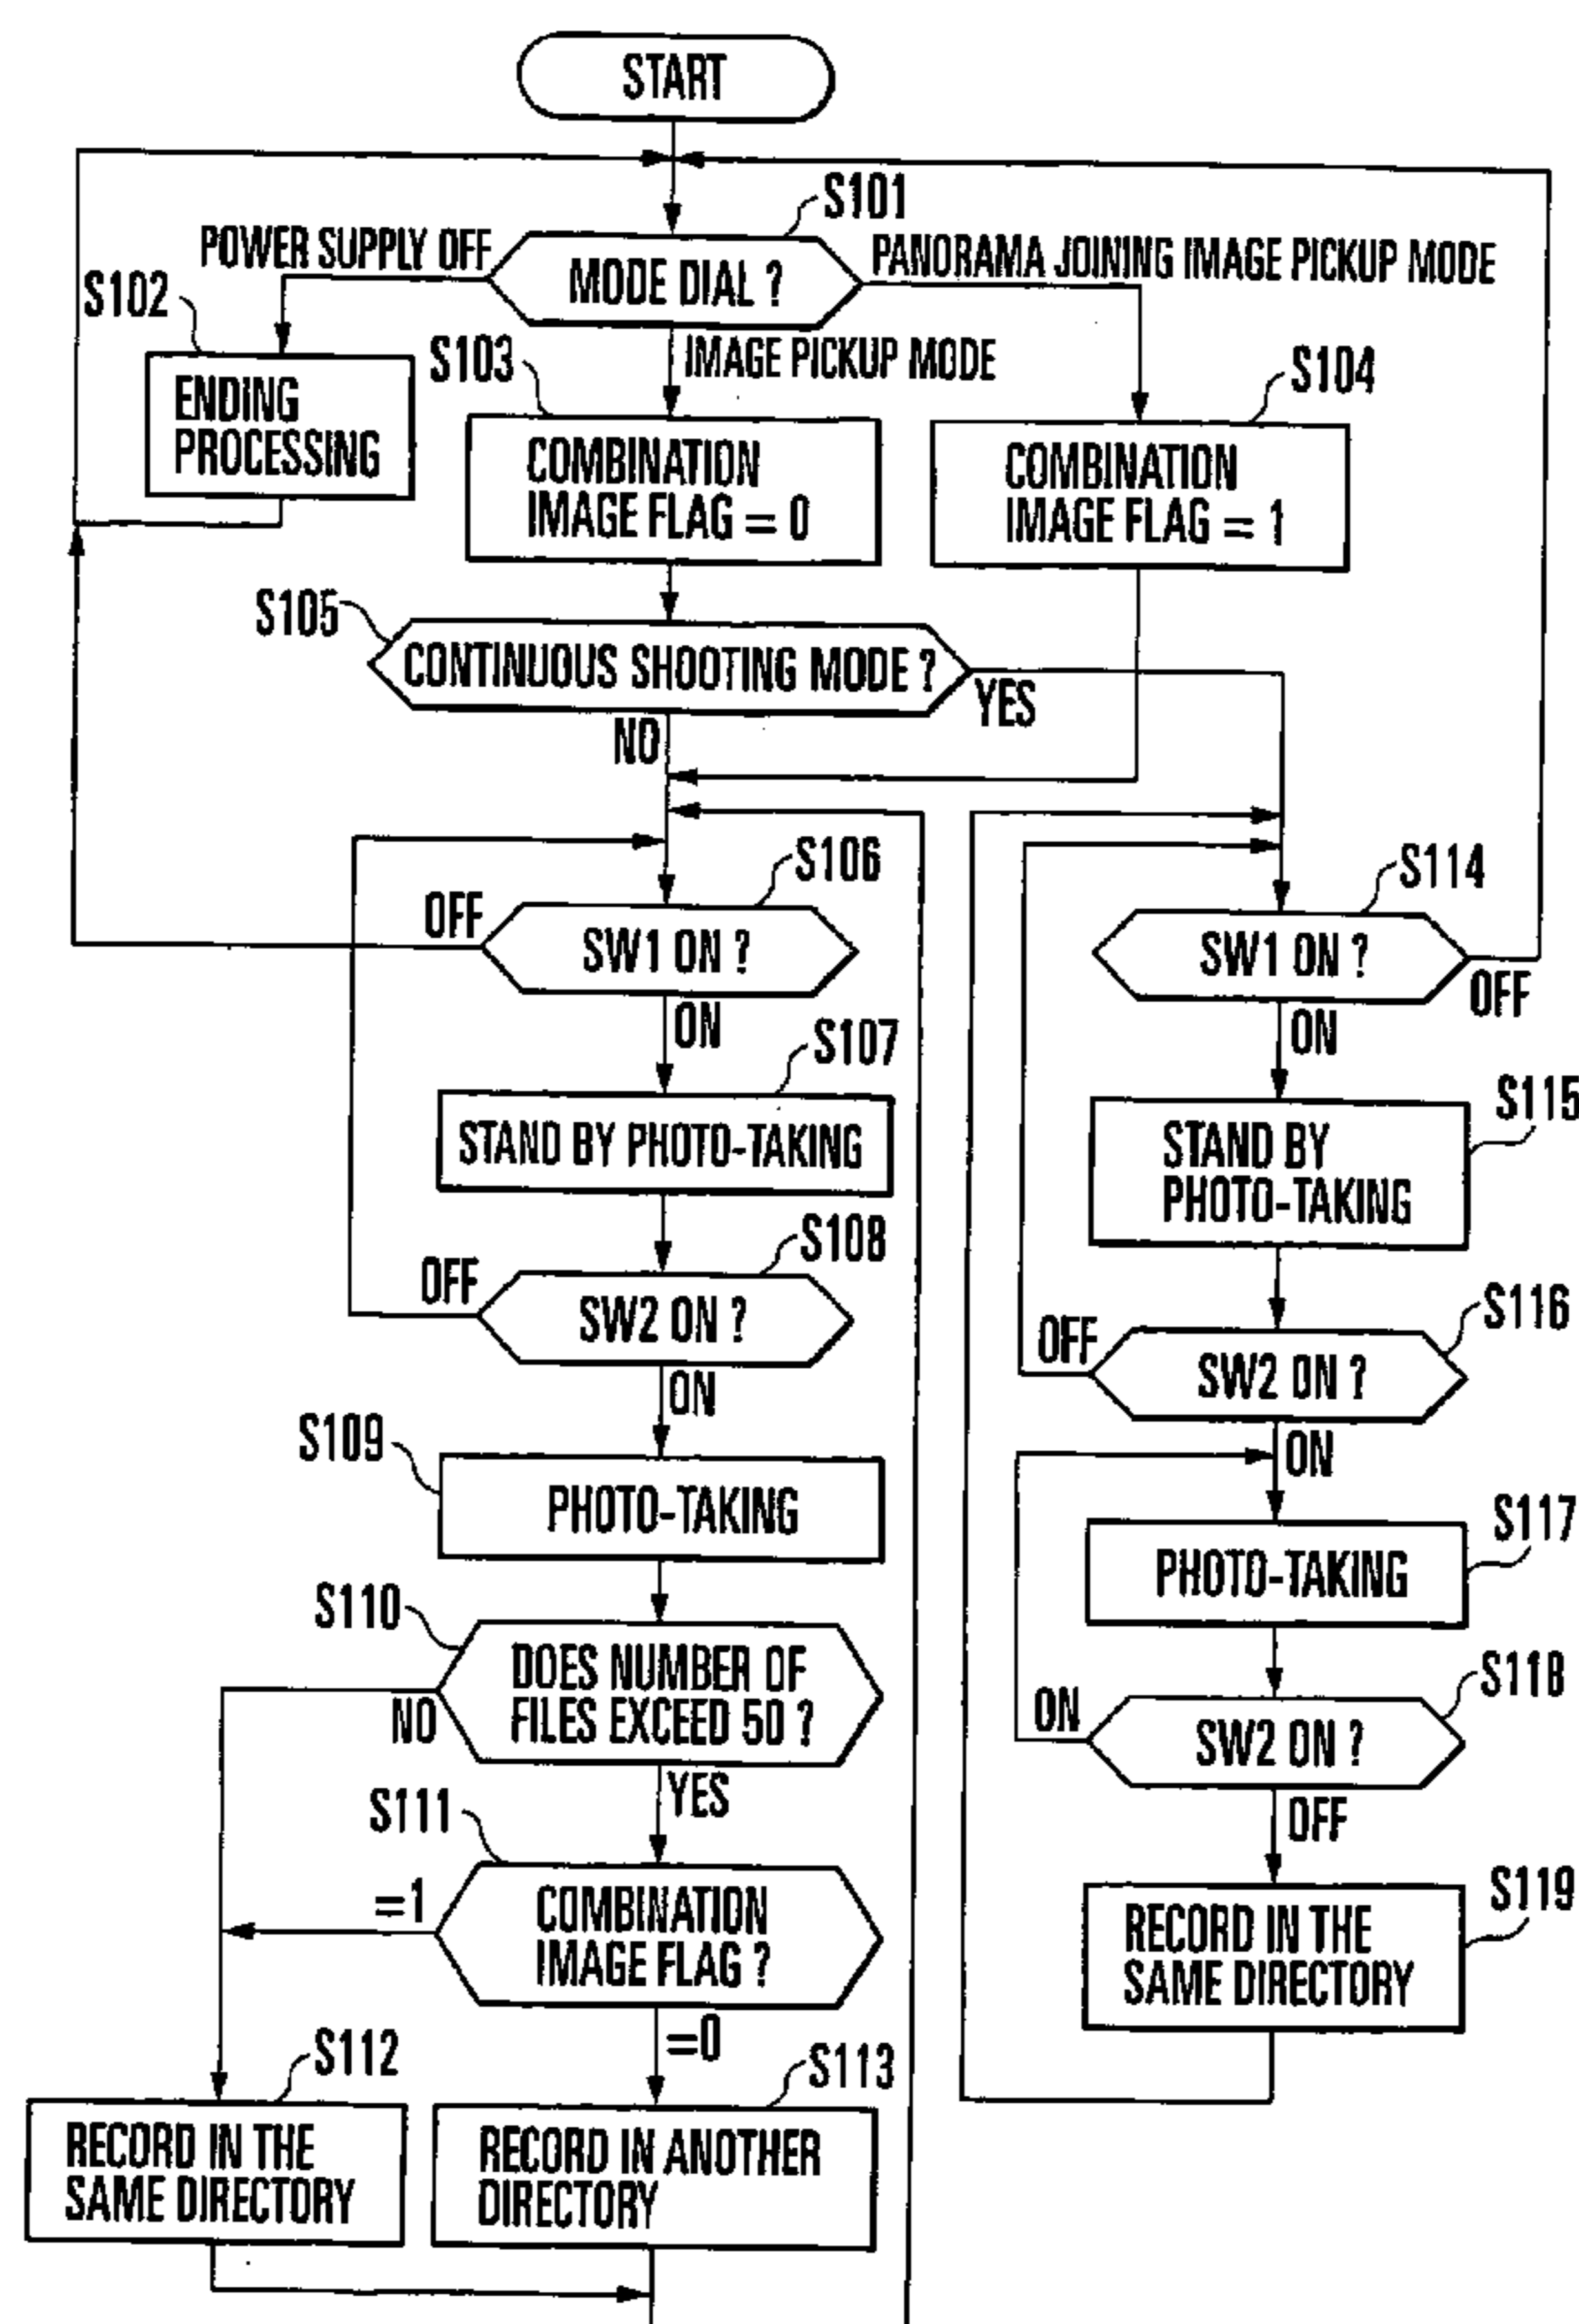 START
S101
POWER SUPPLY OFF
PANORAMA JOINING IMAGE PICKUP MODE
MODE DIAL ?
S102
S103
IMAGE PICKUP MODE
S104
ENDING
PROCESSING
COMBINATION
IMAGE FLAG = 0
COMBINATION
IMAGE FLAG = 1
S105
CONTINUOUS SHOOTING MODE ?
YES
NO
S106
OFF
SW1 ON ?
ON
S107
STAND BY PHOTO-TAKING
S108
OFF
SW2 ON ?
ON
S109
PHOTO-TAKING
S110
DOES NUMBER OF
FILES EXCEED 50 ?
NO
YES
S111
=1
COMBINATION
IMAGE FLAG ?
=0
S112
RECORD IN THE
SAME DIRECTORY
S113
RECORD IN ANOTHER
DIRECTORY
S114
SW1 ON ?
OFF
ON
S115
STAND BY
PHOTO-TAKING
S116
OFF
SW2 ON ?
ON
S117
PHOTO-TAKING
S118
ON
SW2 ON ?
OFF
S119
RECORD IN THE
SAME DIRECTORY